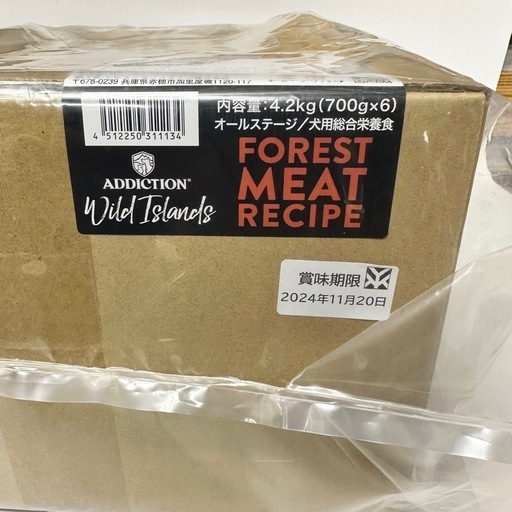 〒678-0239 兵庫県赤穂市加里屋磯1120-117
4 512250 311134
内容量:4.2kg(700g×6)
オールステージ/犬用総合栄養食
ADDICTION®
Wild Islands
FOREST
MEAT
RECIPE
賞味期限
2024年11月20日